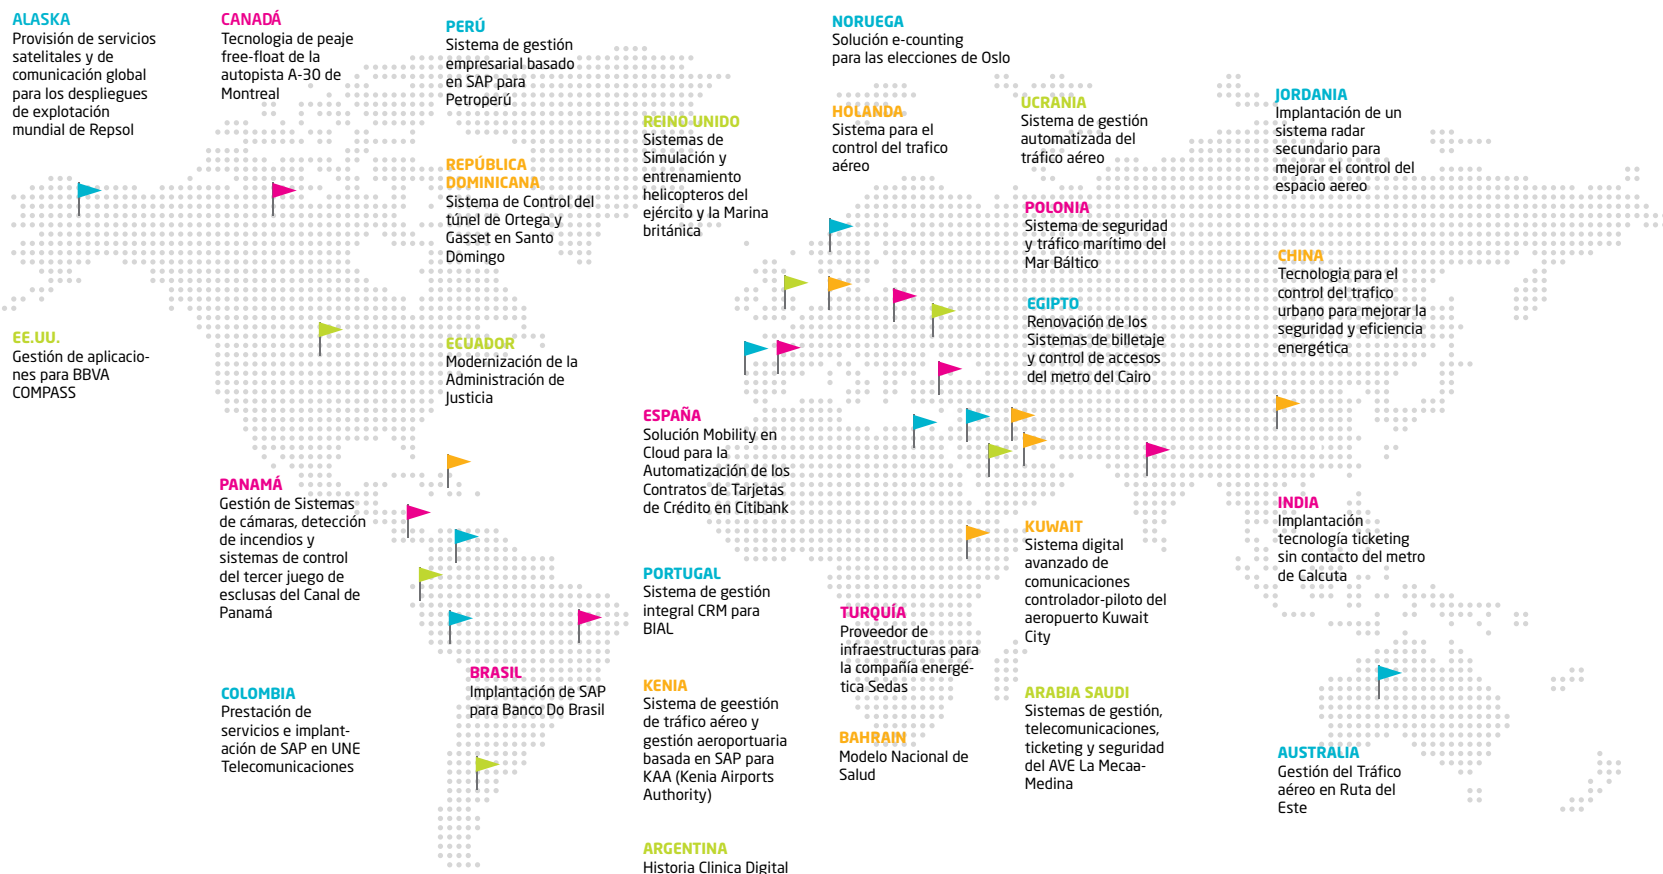 ALASKA
Provisión de servicios
satelitales y de
comunicación global
para los despliegues
de explotación
mundial de Repsol
EE.UU.
Gestión de aplicacio-
nes para BBVA
COMPASS
CANADÁ
Tecnologia de peaje
free-float de la
autopista A-30 de
Montreal
PANAMÁ
Gestión de Sistemas
de cámaras, detección
de incendios y
sistemas de control
del tercer juego de
esclusas del Canal de
Panamá
COLOMBIA
Prestación de
servicios e implant-
ación de SAP en UNE
Telecomunicaciones
PERÚ
Sistema de gestión
empresarial basado
en SAP para
Petroperú
REPÚBLICA
DOMINICANA
Sistema de Control del
túnel de Ortega y
Gasset en Santo
Domingo
ECUADOR
Modernización de la
Administración de
Justicia
BRASIL
Implantación de SAP
para Banco Do Brasil
REINO UNIDO
Sistemas de
Simulación y
entrenamiento
helicopteros del
ejército y la Marina
británica
ESPAÑA
Solución Mobility en
Cloud para la
Automatización de los
Contratos de Tarjetas
de Crédito en Citibank
PORTUGAL
Sistema de gestión
integral CRM para
BIAL
KENIA
Sistema de geestión
de tráfico aéreo y
gestión aeroportuaria
basada en SAP para
KAA (Kenia Airports
Authority)
ARGENTINA
Historia Clinica Digital
NORUEGA
Solución e-counting
para las elecciones de Oslo
HOLANDA
Sistema para el
control del trafico
aéreo
TURQUÍA
Proveedor de
infraestructuras para
la compañía energé-
tica Sedas
BAHRAIN
Modelo Nacional de
Salud
UCRANIA
Sistema de gestión
automatizada del
tráfico aéreo
POLONIA
Sistema de seguridad
y tráfico marítimo del
Mar Báltico
EGIPTO
Renovación de los
Sistemas de billetaje
y control de accesos
del metro del Cairo
KUWAIT
Sistema digital
avanzado de
comunicaciones
controlador-piloto del
aeropuerto Kuwait
City
ARABIA SAUDI
Sistemas de gestión,
telecomunicaciones,
ticketing y seguridad
del AVE La Mecaa-
Medina
JORDANIA
Implantación de un
sistema radar
secundario para
mejorar el control del
espacio aereo
CHINA
Tecnologia para el
control del trafico
urbano para mejorar la
seguridad y eficiencia
energética
INDIA
Implantación
tecnología ticketing
sin contacto del metro
de Calcuta
AUSTRALIA
Gestión del Tráfico
aéreo en Ruta del
Este